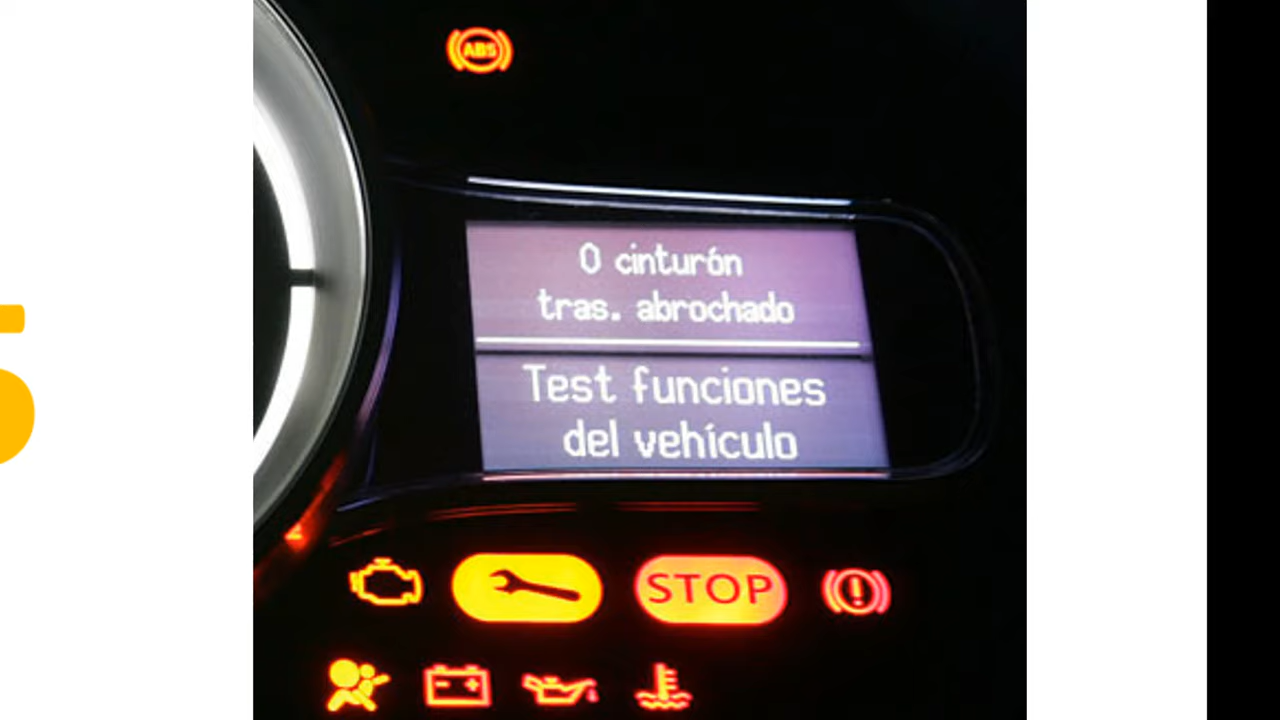 ABS
0 cinturón
tras. abrochado
Test funciones
del vehículo
STOP